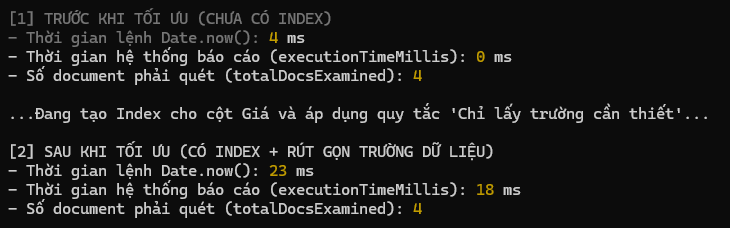 [1] TRƯỚC KHI TỐI ƯU (CHƯA CÓ INDEX)
- Thời gian lệnh Date.now(): 4 ms
- Thời gian hệ thống báo cáo (executionTimeMillis): 0 ms
- Số document phải quét (totalDocsExamined): 4
...Đang tạo Index cho cột Giá và áp dụng quy tắc 'Chỉ lấy trường cần thiết'...
[2] SAU KHI TỐI ƯU (CÓ INDEX + RÚT GỌN TRƯỜNG DỮ LIỆU)
- Thời gian lệnh Date.now(): 23 ms
- Thời gian hệ thống báo cáo (executionTimeMillis): 18 ms
- Số document phải quét (totalDocsExamined): 4